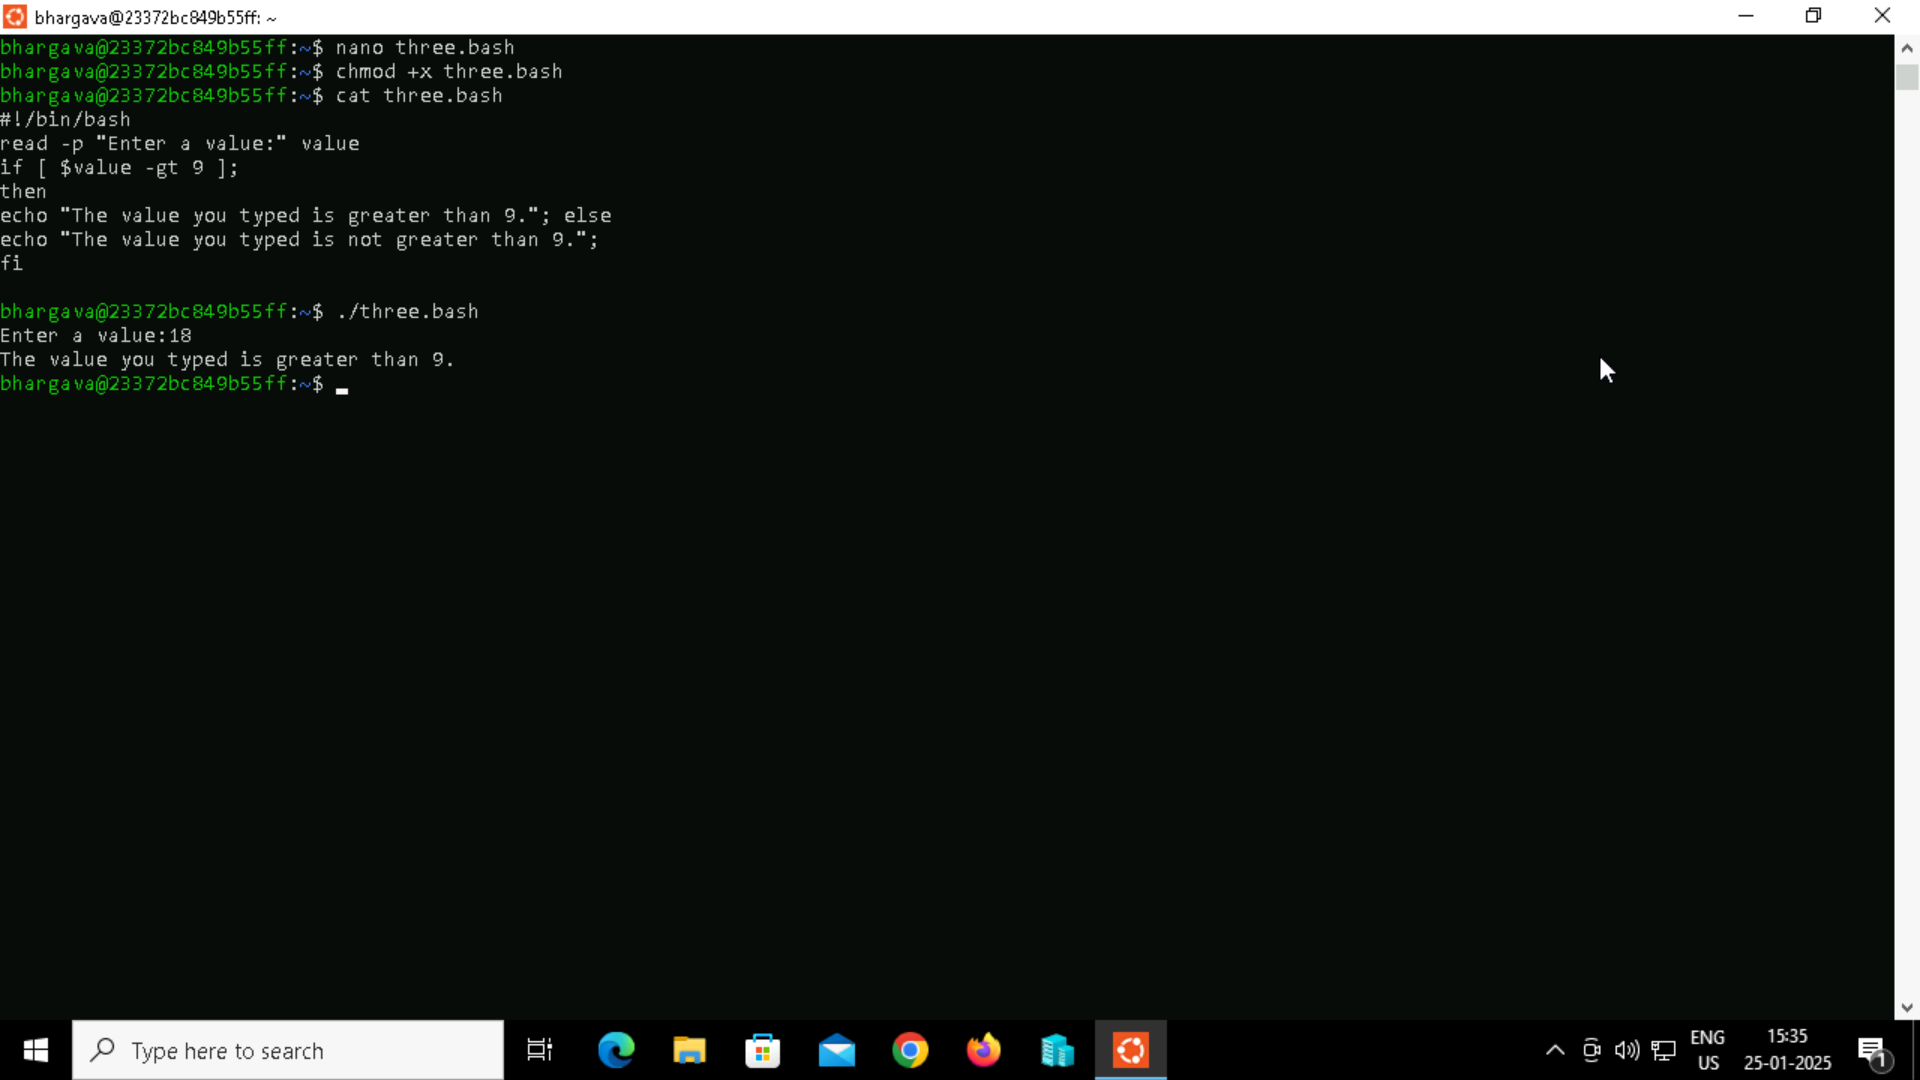 bhargava@23372bc849b55ff: ~
bhargava@23372bc849b55ff:~$ nano three.bash
bhargava@23372bc849b55ff:~$ chmod +x three.bash
bhargava@23372bc849b55ff:~$ cat three.bash
#!/bin/bash
read -p "Enter a value:" value
if [ $value -gt 9 ];
then
echo "The value you typed is greater than 9."; else
echo "The value you typed is not greater than 9.";
fi
bhargava@23372bc849b55ff:~$ ./three.bash
Enter a value:18
The value you typed is greater than 9.
bhargava@23372bc849b55ff:~$
Type here to search
ENG
US
15:35
25-01-2025
1